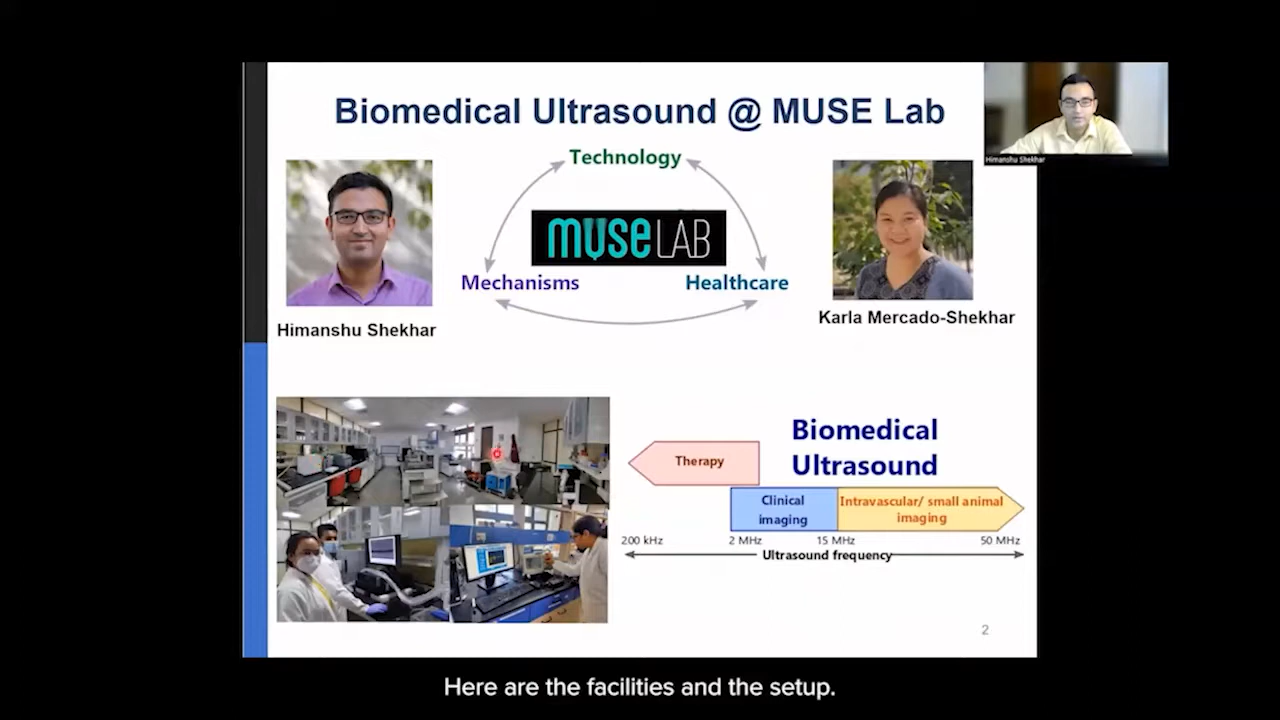 Biomedical Ultrasound @ MUSE Lab
Technology
muse LAB
Mechanisms
Healthcare
Himanshu Shekhar
Karla Mercado-Shekhar
Himanshu Shekhar
Biomedical
Ultrasound
Therapy
Clinical
imaging
Intravascular/ small animal
imaging
200 kHz
2 MHz
15 MHz
50 MHz
Ultrasound frequency
2
Here are the facilities and the setup.